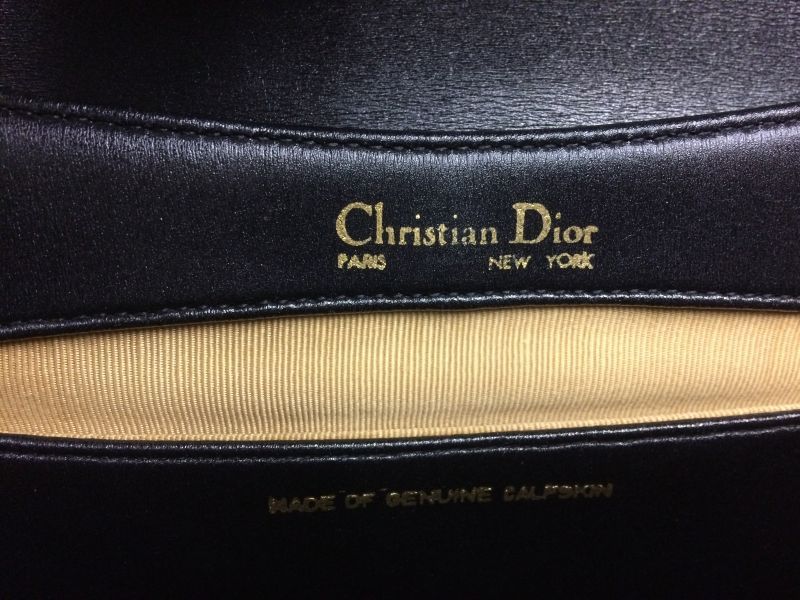 Christian Dior
PARIS NEW YORK
MADE OF GENUINE CALFSKIN